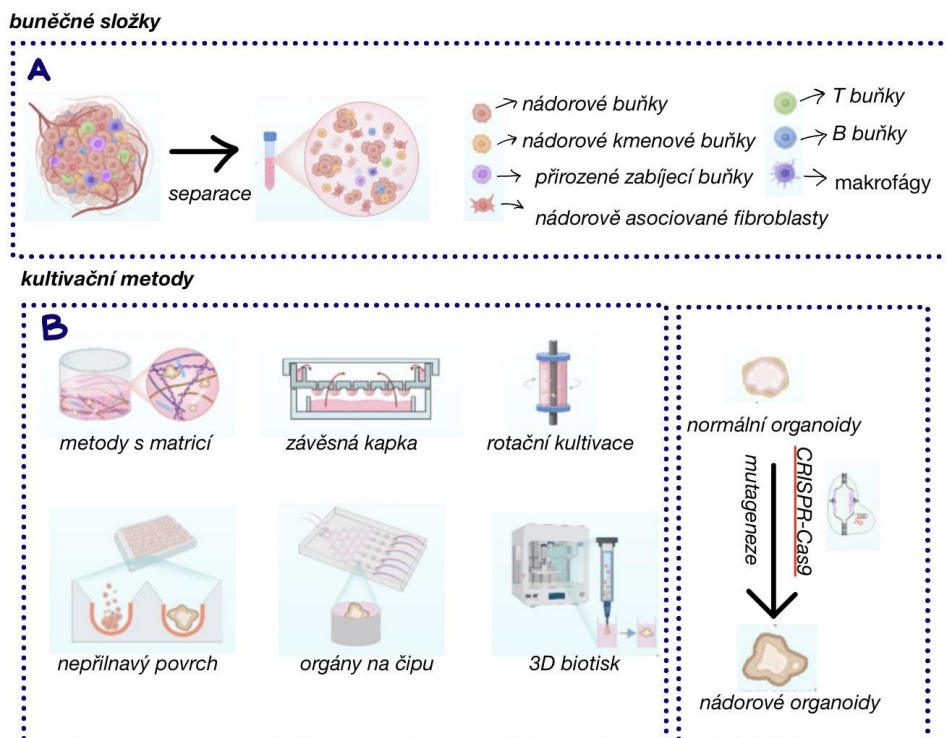 buněčné složky
A
separace
nádorové buňky
nádorové kmenové buňky
přirozené zabíjecí buňky
nádorově asociované fibroblasty
T buňky
B buňky
makrofágy
kultivační metody
B
metody s matricí
závěsná kapka
rotační kultivace
nepřilnavý povrch
orgány na čipu
3D biotisk
normální organoidy
mutageneze
CRISPR-Cas9
nádorové organoidy